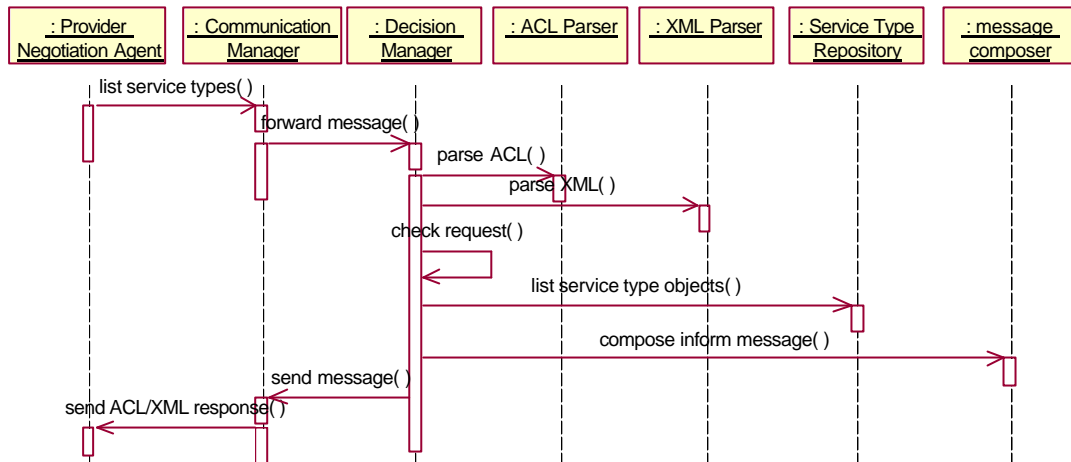 : Provider
Negotiation Agent
: Communication
Manager
: Decision
Manager
: ACL Parser
: XML Parser
: Service Type
Repository
: message
composer
list service types( )
forward message( )
parse ACL( )
parse XML( )
check request( )
list service type objects( )
compose inform message( )
send message( )
send ACL/XML response( )